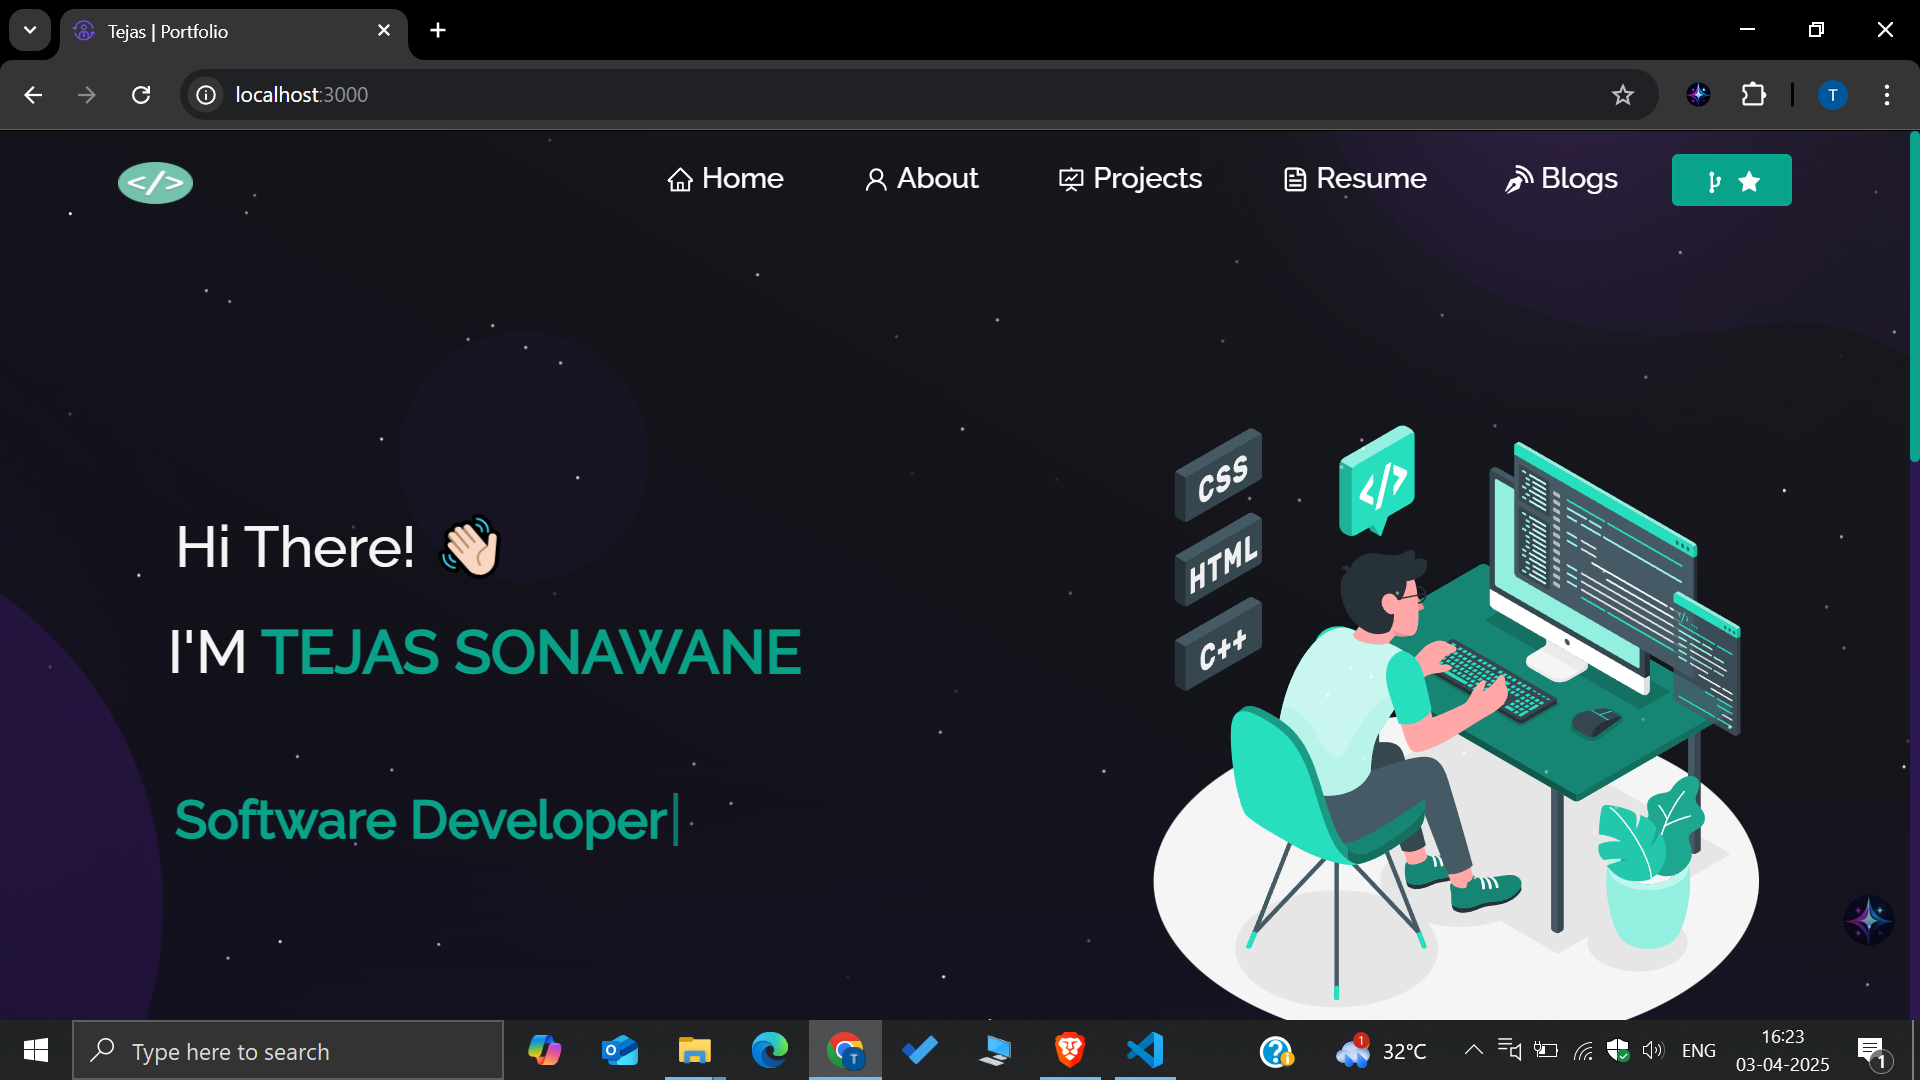 Tejas | Portfolio
localhost:3000
T
</>
Home
About
Projects
Resume
Blogs
Hi There!
I'M TEJAS SONAWANE
Software Developer
CSS
</>
HTML
C++
Type here to search
T
1
32°C
ENG
16:23
03-04-2025
1